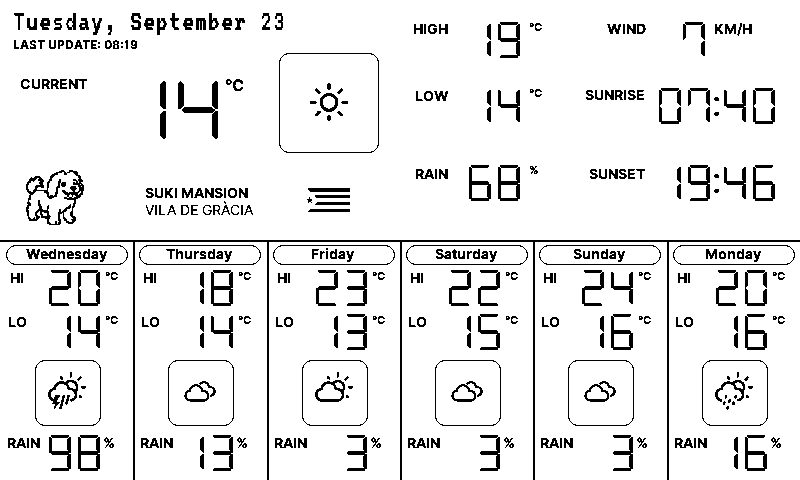 Tuesday, September 23
LAST UPDATE: 08:19
CURRENT 14 °C
HIGH 19 °C
WIND 7 KM/H
LOW 14 °C
SUNRISE 07:40
RAIN 68 %
SUNSET 19:46
SUKI MANSION
VILA DE GRÀCIA
Wednesday
HI 20 °C
LO 14 °C
RAIN 98 %
Thursday
HI 18 °C
LO 14 °C
RAIN 13 %
Friday
HI 23 °C
LO 13 °C
RAIN 3 %
Saturday
HI 22 °C
LO 15 °C
RAIN 3 %
Sunday
HI 24 °C
LO 16 °C
RAIN 3 %
Monday
HI 20 °C
LO 16 °C
RAIN 16 %